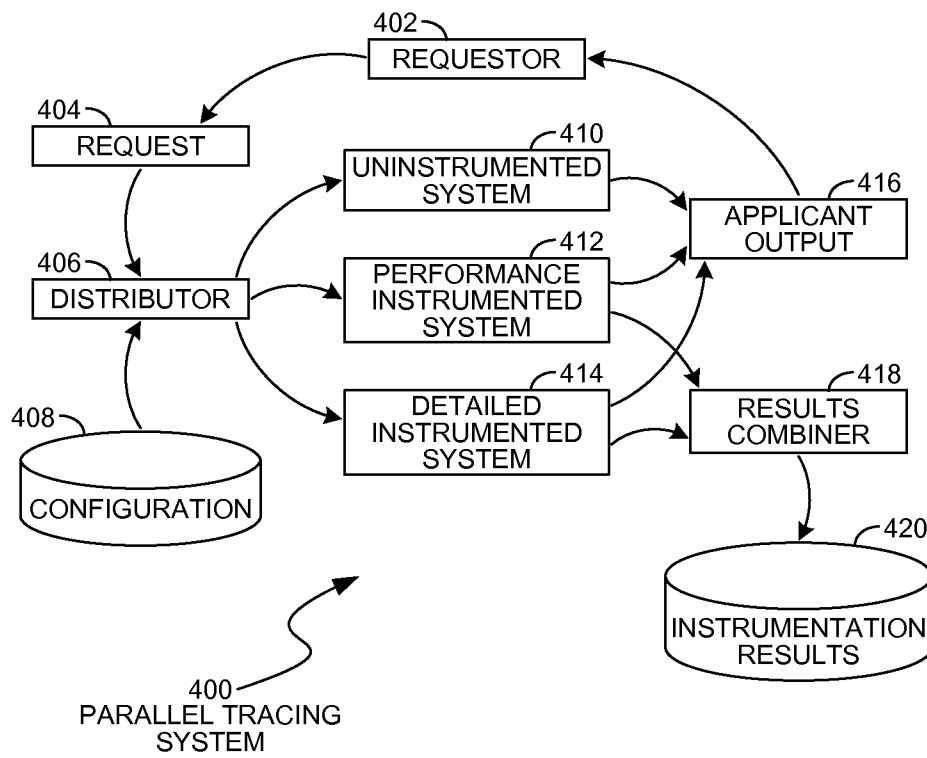 402
REQUESTOR
404
REQUEST
410
UNINSTRUMENTED
SYSTEM
416
APPLICANT
OUTPUT
406
DISTRIBUTOR
412
PERFORMANCE
INSTRUMENTED
SYSTEM
414
DETAILED
INSTRUMENTED
SYSTEM
418
RESULTS
COMBINER
408
CONFIGURATION
420
INSTRUMENTATION
RESULTS
400
PARALLEL TRACING
SYSTEM